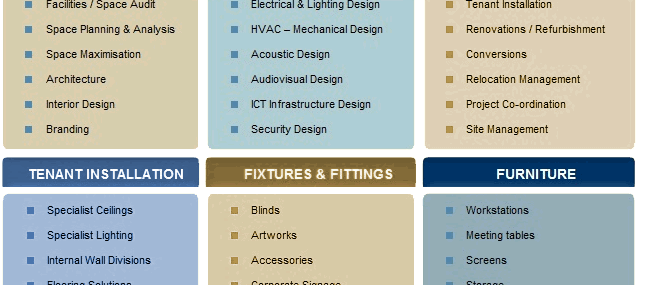 Facilities / Space Audit
Space Planning & Analysis
Space Maximisation
Architecture
Interior Design
Branding
Electrical & Lighting Design
HVAC – Mechanical Design
Acoustic Design
Audiovisual Design
ICT Infrastructure Design
Security Design
Tenant Installation
Renovations / Refurbishment
Conversions
Relocation Management
Project Co-ordination
Site Management
TENANT INSTALLATION
Specialist Ceilings
Specialist Lighting
Internal Wall Divisions
Flooring Solutions
FIXTURES & FITTINGS
Blinds
Artworks
Accessories
Corporate Signage
FURNITURE
Workstations
Meeting tables
Screens
Storage